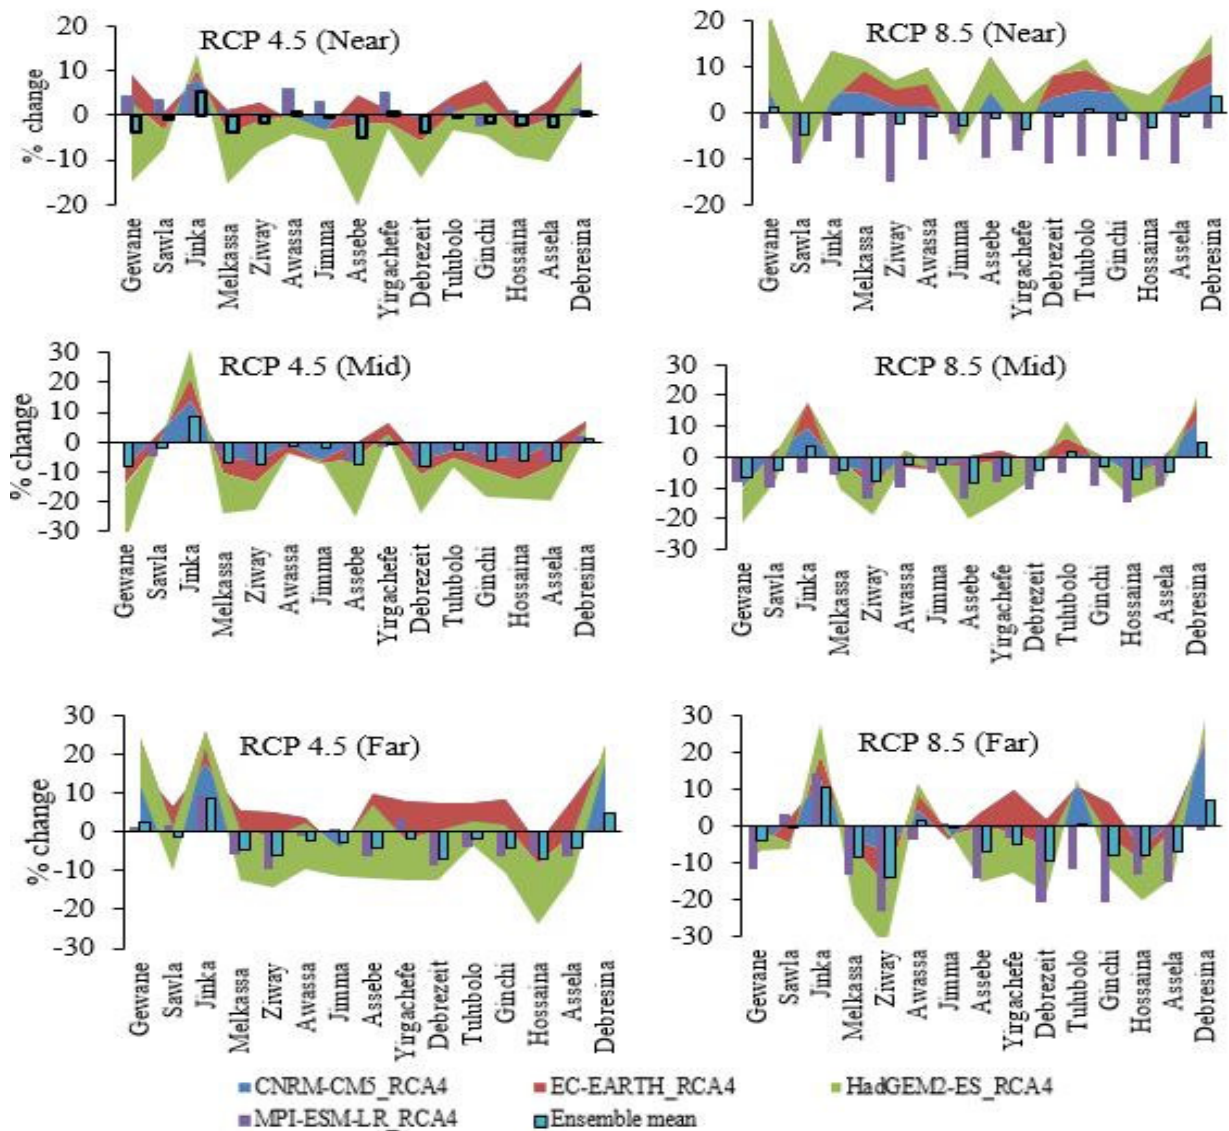 RCP 4.5 (Near)
% change
20
10
0
-10
-20
Gewane
Sawla
Jinka
Melkassa
Ziway
Awassa
Jimma
Assebe
Yirgachefe
Debrezeit
Tulubolo
Ginchi
Hossaina
Assela
Debresina
RCP 8.5 (Near)
20
10
0
-10
-20
Gewane
Sawla
Jinka
Melkassa
Ziway
Awassa
Jimma
Assebe
Yirgachefe
Debrezeit
Tulubolo
Ginchi
Hossaina
Assela
Debresina
RCP 4.5 (Mid)
% change
30
20
10
0
-10
-20
-30
Gewane
Sawla
Jinka
Melkassa
Ziway
Awassa
Jimma
Assebe
Yirgachefe
Debrezeit
Tulubolo
Ginchi
Hossaina
Assela
Debresina
RCP 8.5 (Mid)
30
20
10
0
-10
-20
-30
Gewane
Sawla
Jinka
Melkassa
Ziway
Awassa
Jimma
Assebe
Yirgachefe
Debrezeit
Tulubolo
Ginchi
Hossaina
Assela
Debresina
RCP 4.5 (Far)
% change
30
20
10
0
-10
-20
-30
Gewane
Sawla
Jinka
Melkassa
Ziway
Awassa
Jimma
Assebe
Yirgachefe
Debrezeit
Tulubolo
Ginchi
Hossaina
Assela
Debresina
RCP 8.5 (Far)
30
20
10
0
-10
-20
-30
Gewane
Sawla
Jinka
Melkassa
Ziway
Awassa
Jimma
Assebe
Yirgachefe
Debrezeit
Tulubolo
Ginchi
Hossaina
Assela
Debresina
CNRM-CM5_RCA4
EC-EARTH_RCA4
HadGEM2-ES_RCA4
MPI-ESM-LR_RCA4
Ensemble mean